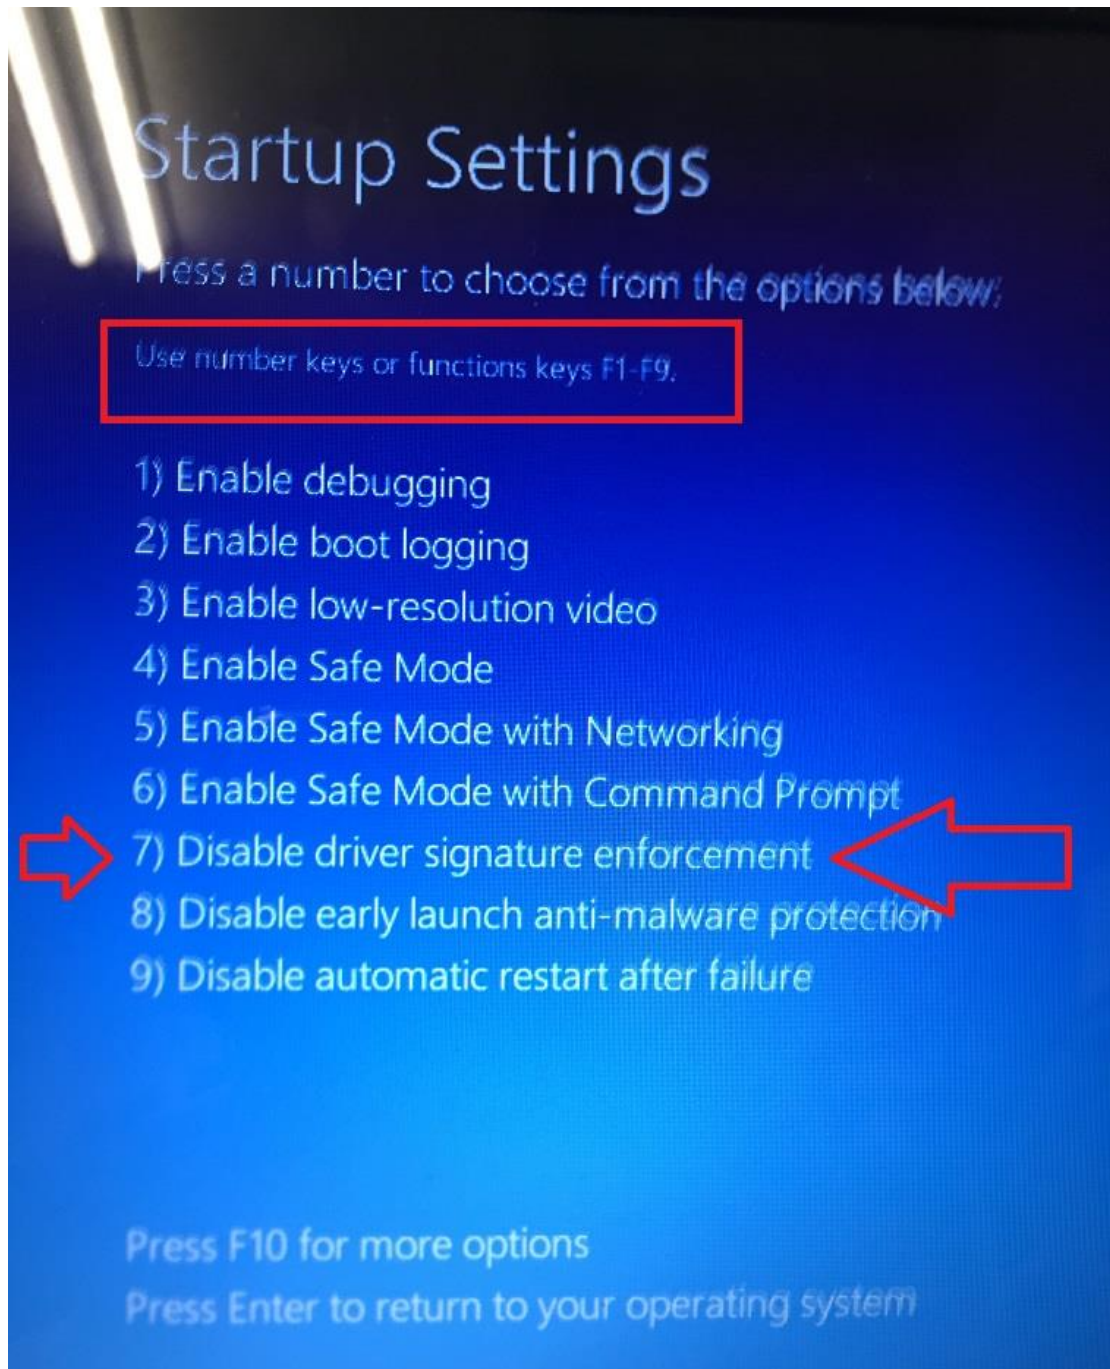 Startup Settings
Press a number to choose from the options below:
Use number keys or functions keys F1-F9.
1) Enable debugging
2) Enable boot logging
3) Enable low-resolution video
4) Enable Safe Mode
5) Enable Safe Mode with Networking
6) Enable Safe Mode with Command Prompt
7) Disable driver signature enforcement
8) Disable early launch anti-malware protection
9) Disable automatic restart after failure
Press F10 for more options
Press Enter to return to your operating system